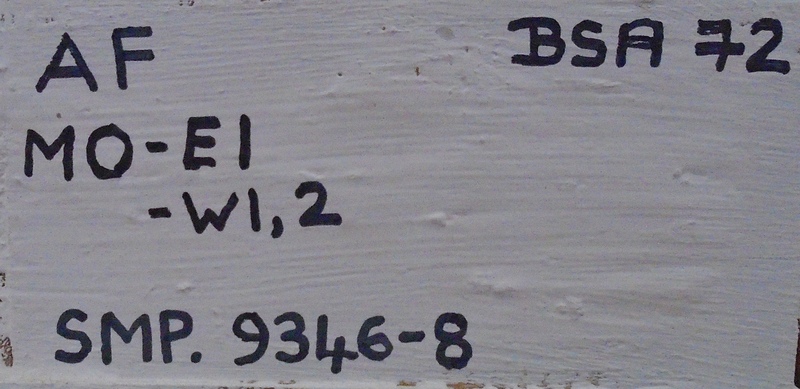 AF BSA 72
MO-E1
-W1,2
SMP. 9346-8